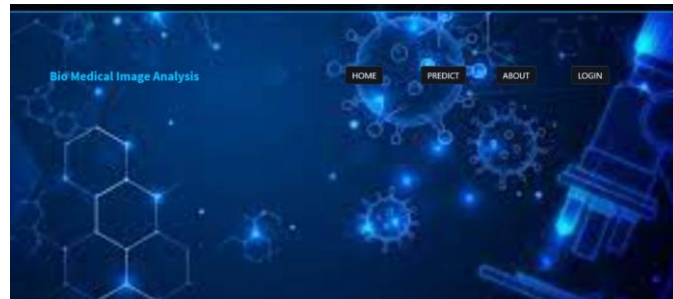 Bio Medical Image Analysis
HOME
PREDICT
ABOUT
LOGIN